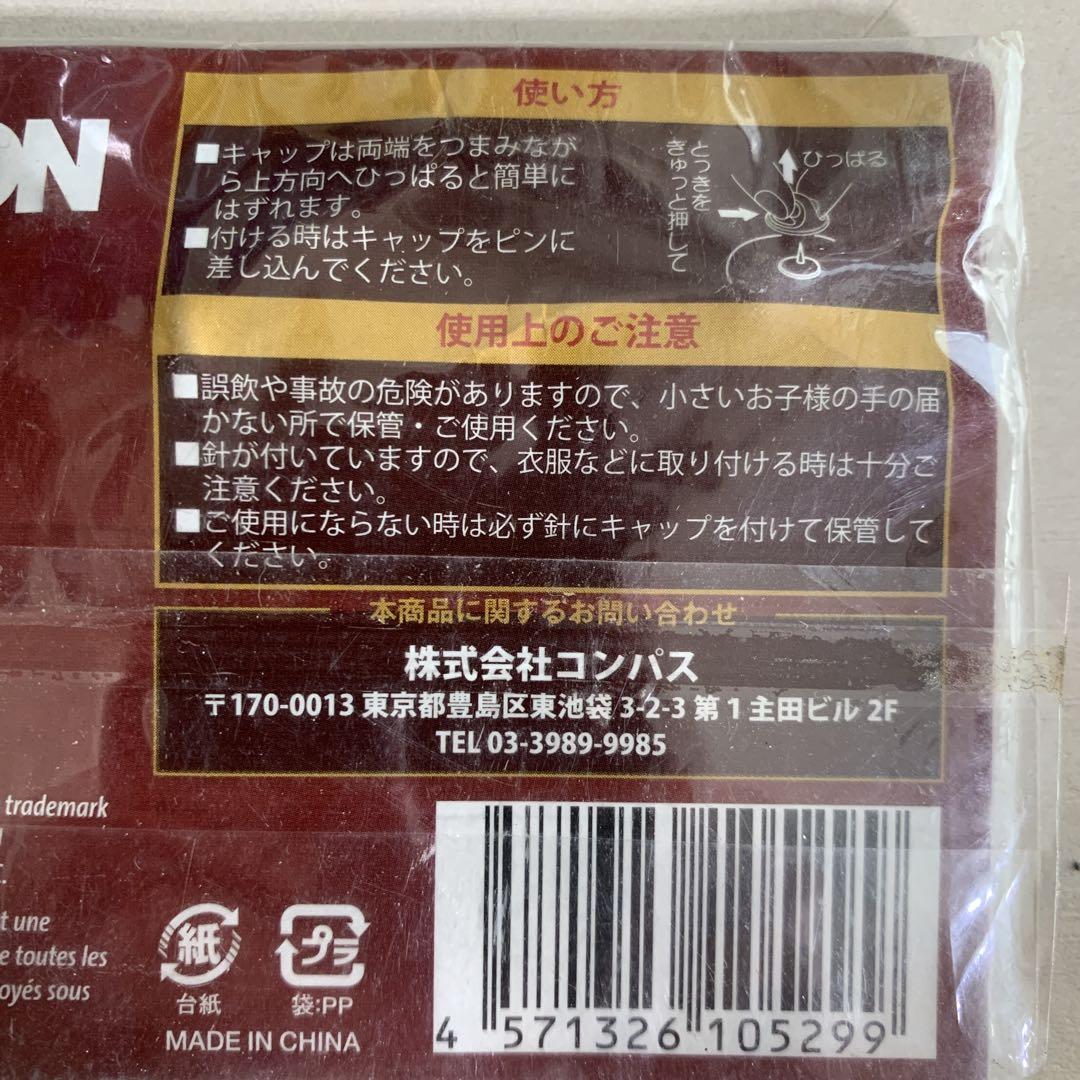 ON
使い方
■キャップは両端をつまみなが
ら上方向へひっぱると簡単に
はずれます。
■付ける時はキャップをピンに
差し込んでください。
とっきを
きゅっと押して
ひっぱる
使用上のご注意
■誤飲や事故の危険がありますので、小さいお子様の手の届
かない所で保管・ご使用ください。
■針が付いていますので、衣服などに取り付ける時は十分ご
注意ください。
■ご使用にならない時は必ず針にキャップを付けて保管して
ください。
本商品に関するお問い合わせ
株式会社コンパス
〒170-0013 東京都豊島区東池袋 3-2-3 第 1 主田ビル 2F
TEL 03-3989-9985
trademark
t une
e toutes les
oyés sous
紙
台紙
プラ
袋:PP
MADE IN CHINA
4 571326 105299